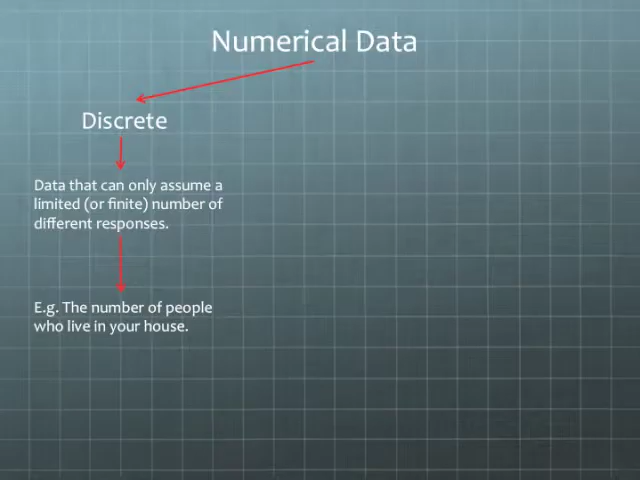 Numerical Data
Discrete
Data that can only assume a
limited (or finite) number of
different responses.
E.g. The number of people
who live in your house.